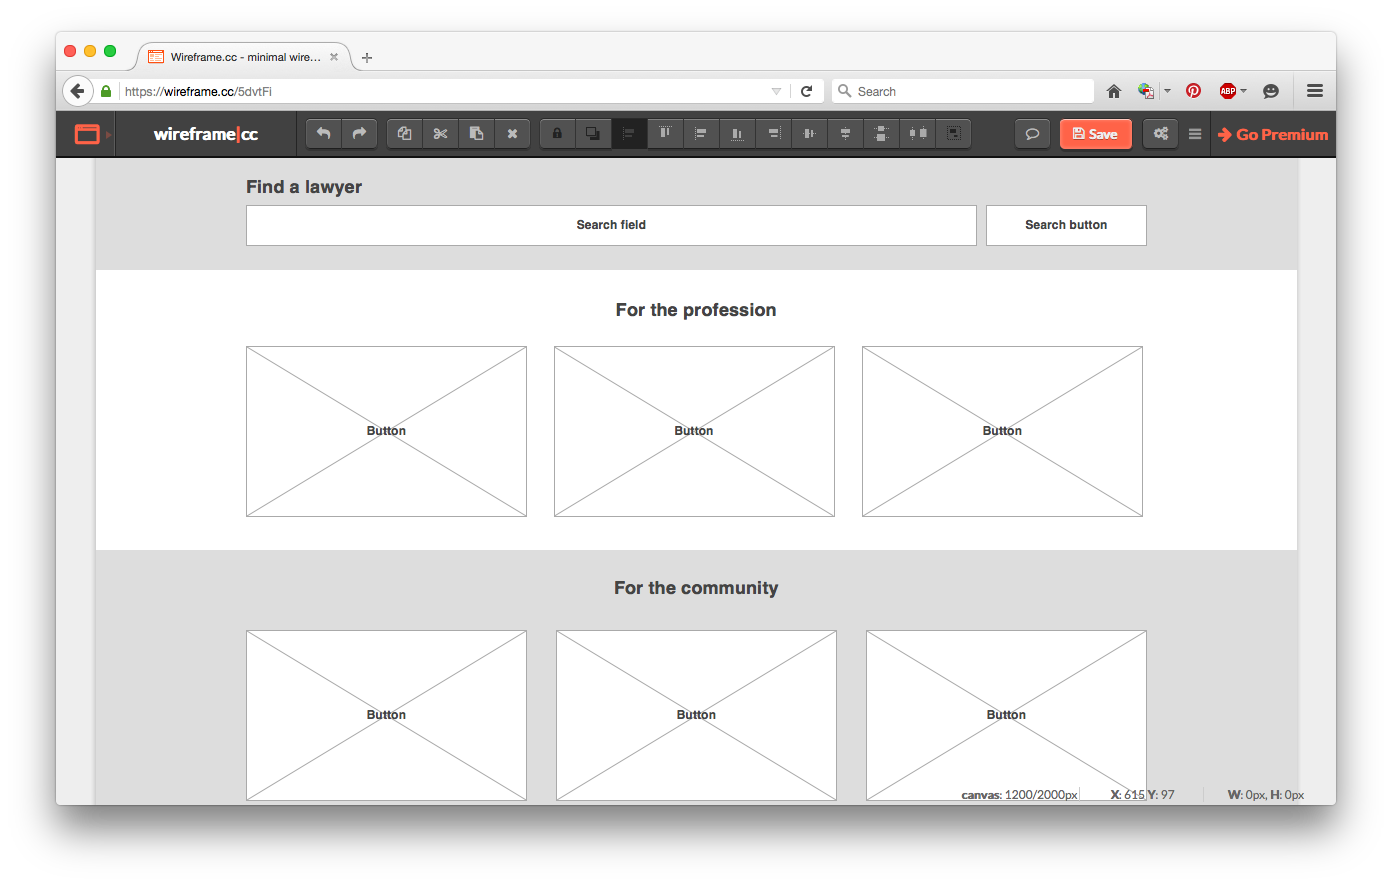 Wireframe.cc - minimal wire...
https://wireframe.cc/5dvtFi
Search
ABP
wireframe|cc
Save
Go Premium
Find a lawyer
Search field
Search button
For the profession
Button
Button
Button
For the community
Button
Button
Button
canvas: 1200/2000px
X: 615 Y: 97
W: 0px, H: 0px